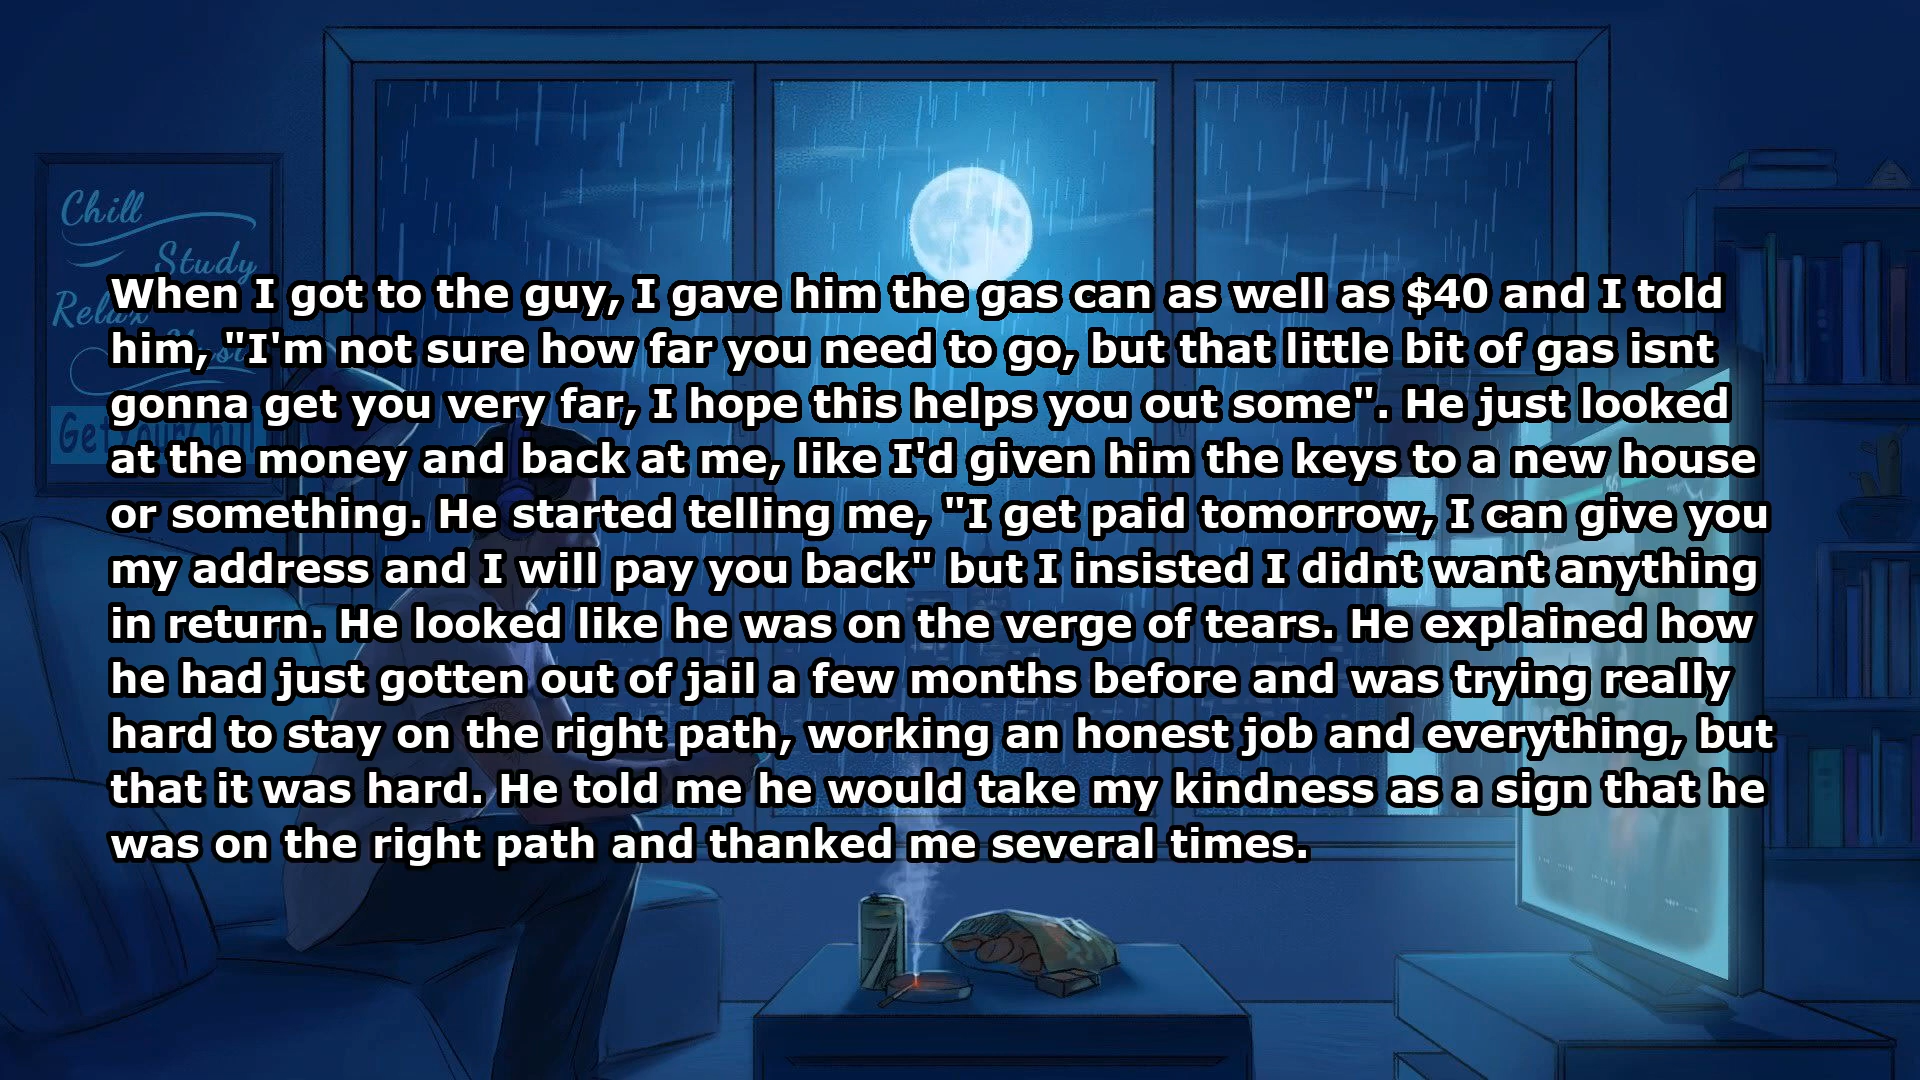 Chill
Study
Relax
When I got to the guy, I gave him the gas can as well as $40 and I told
him, "I'm not sure how far you need to go, but that little bit of gas isnt
gonna get you very far, I hope this helps you out some". He just looked
at the money and back at me, like I'd given him the keys to a new house
or something. He started telling me, "I get paid tomorrow, I can give you
my address and I will pay you back" but I insisted I didnt want anything
in return. He looked like he was on the verge of tears. He explained how
he had just gotten out of jail a few months before and was trying really
hard to stay on the right path, working an honest job and everything, but
that it was hard. He told me he would take my kindness as a sign that he
was on the right path and thanked me several times.